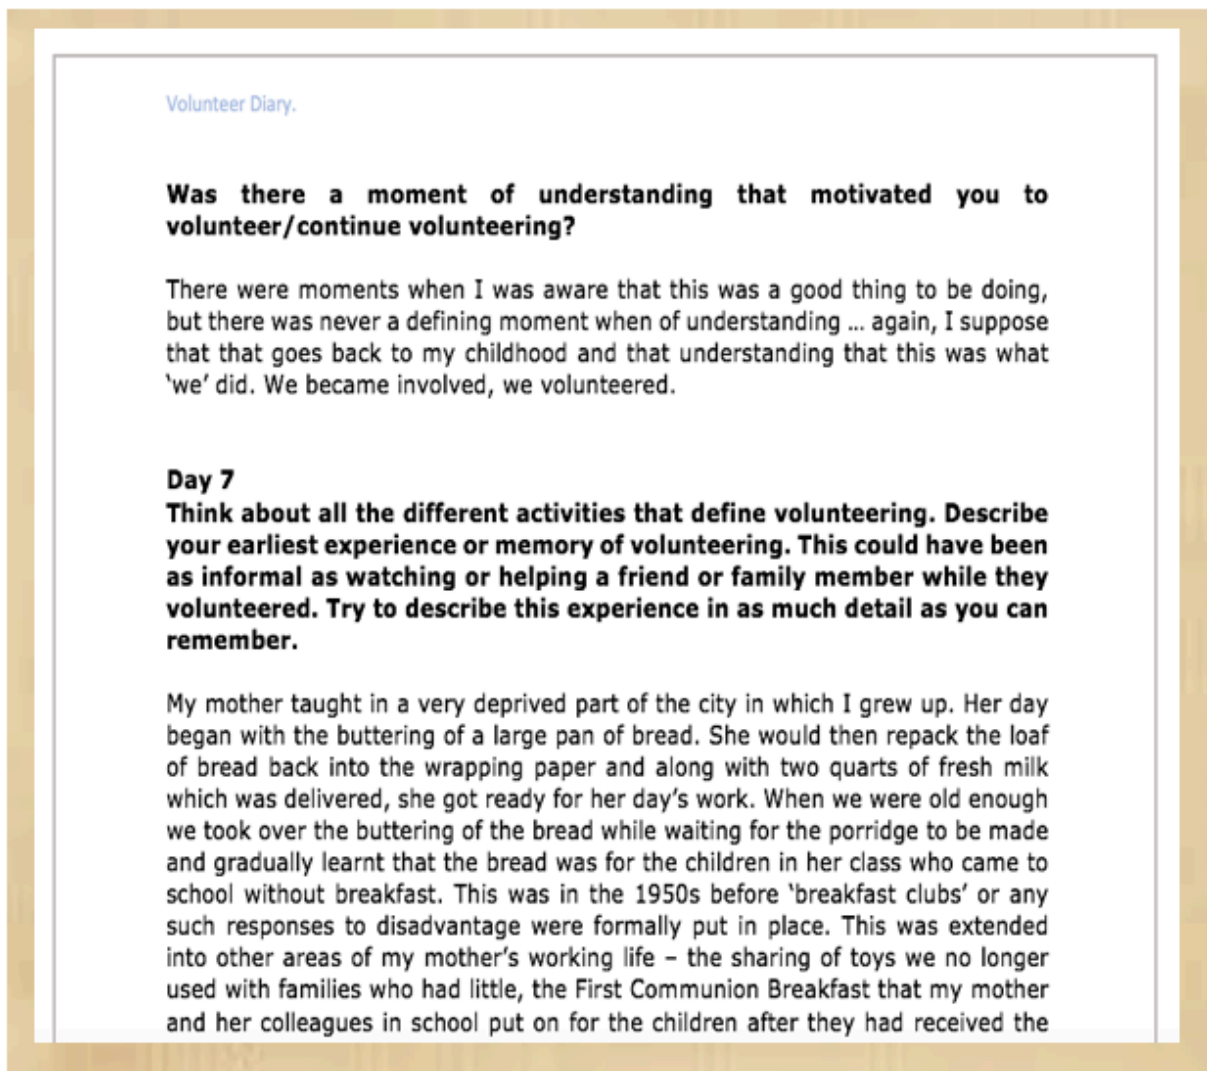 Volunteer Diary.
Was there a moment of understanding that motivated you to
volunteer/continue volunteering?
There were moments when I was aware that this was a good thing to be doing,
but there was never a defining moment when of understanding ... again, I suppose
that that goes back to my childhood and that understanding that this was what
‘we’ did. We became involved, we volunteered.
Day 7
Think about all the different activities that define volunteering. Describe
your earliest experience or memory of volunteering. This could have been
as informal as watching or helping a friend or family member while they
volunteered. Try to describe this experience in as much detail as you can
remember.
My mother taught in a very deprived part of the city in which I grew up. Her day
began with the buttering of a large pan of bread. She would then repack the loaf
of bread back into the wrapping paper and along with two quarts of fresh milk
which was delivered, she got ready for her day’s work. When we were old enough
we took over the buttering of the bread while waiting for the porridge to be made
and gradually learnt that the bread was for the children in her class who came to
school without breakfast. This was in the 1950s before ‘breakfast clubs’ or any
such responses to disadvantage were formally put in place. This was extended
into other areas of my mother’s working life – the sharing of toys we no longer
used with families who had little, the First Communion Breakfast that my mother
and her colleagues in school put on for the children after they had received the